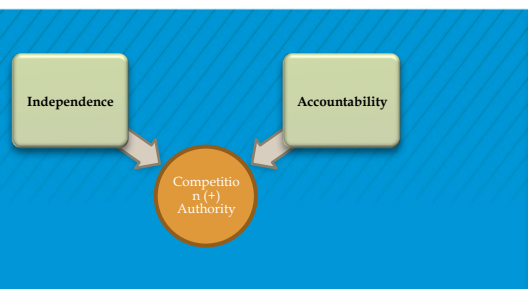 Independence
Accountability
Competitio
n (+)
Authority